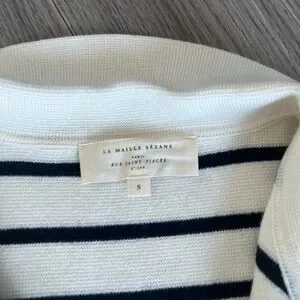 LA MAILLE SÉZANE
PARIS
RUE SAINT-FIACRE
2e ARR.
S